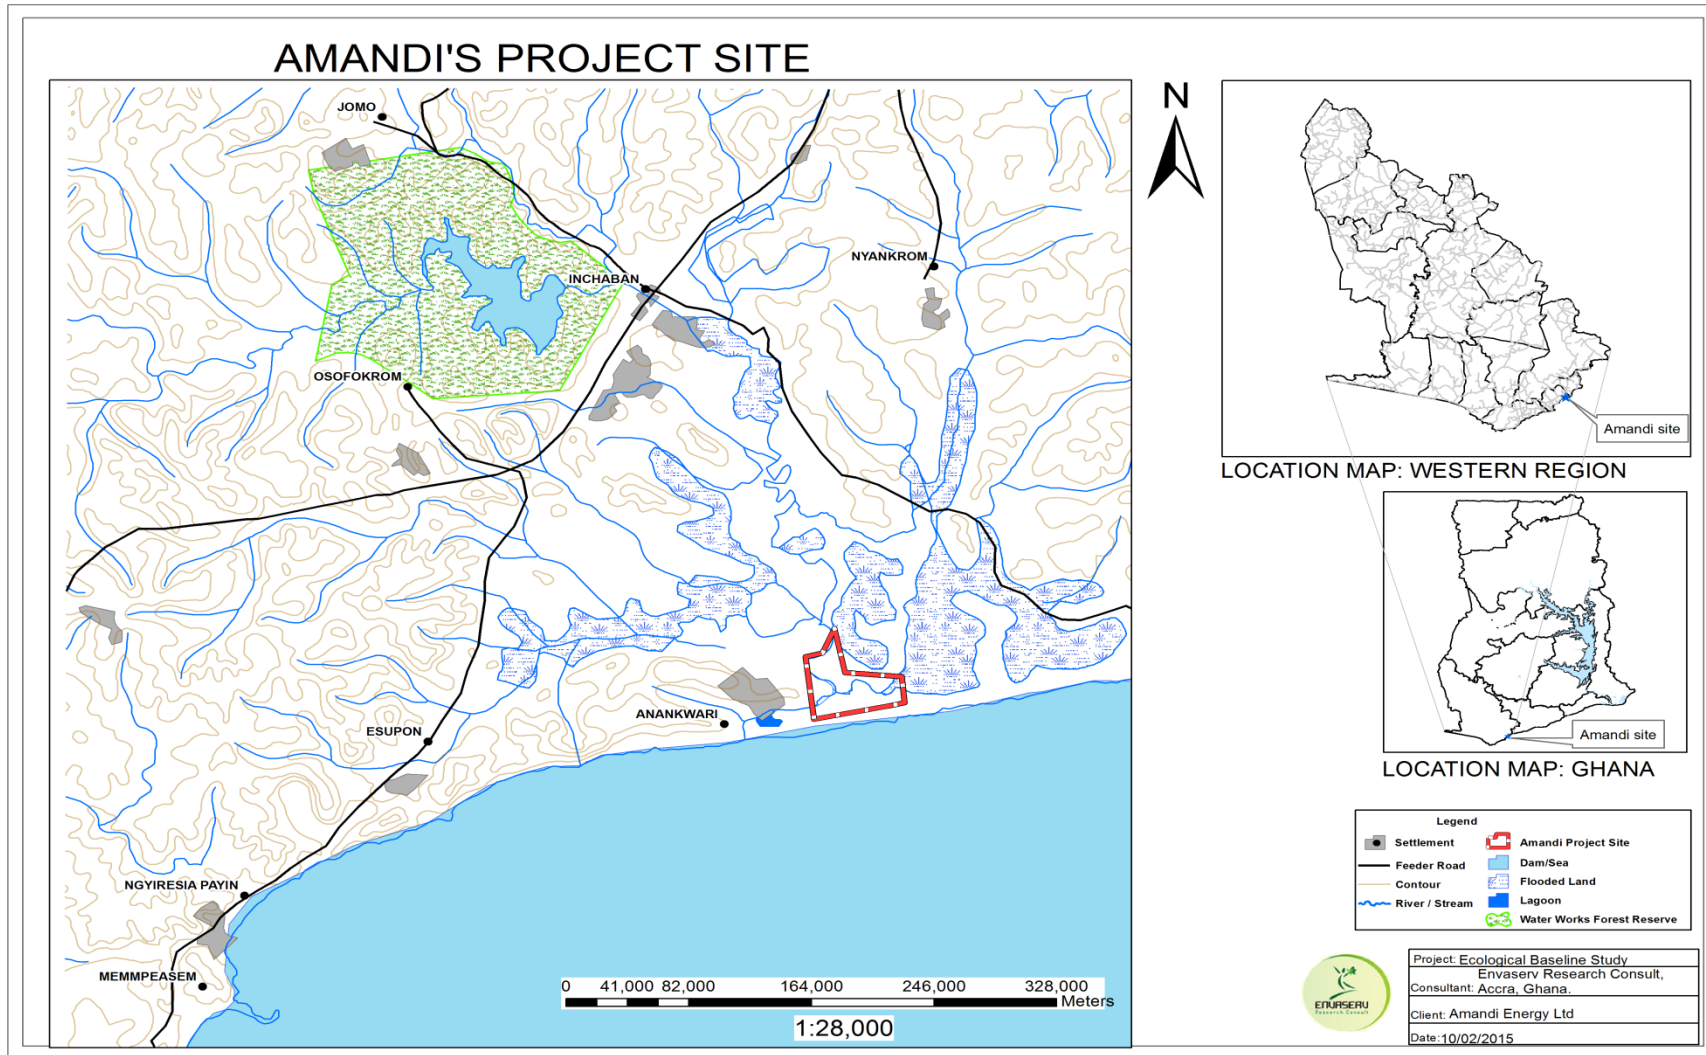 AMANDI'S PROJECT SITE
JOMO
NYANKROM
INCHABAN
OSOFOKROM
ANANKWARI
ESUPON
NGYIRESIA PAYIN
MEMMPEASEM
0 41,000 82,000 164,000 246,000 328,000
Meters
1:28,000
N
Amandi site
LOCATION MAP: WESTERN REGION
Amandi site
LOCATION MAP: GHANA
Legend
Settlement
Feeder Road
Contour
River / Stream
Amandi Project Site
Dam/Sea
Flooded Land
Lagoon
Water Works Forest Reserve
ENVASERV
Research Consult
Project: Ecological Baseline Study
Envaserv Research Consult,
Consultant: Accra, Ghana.
Client: Amandi Energy Ltd
Date:10/02/2015